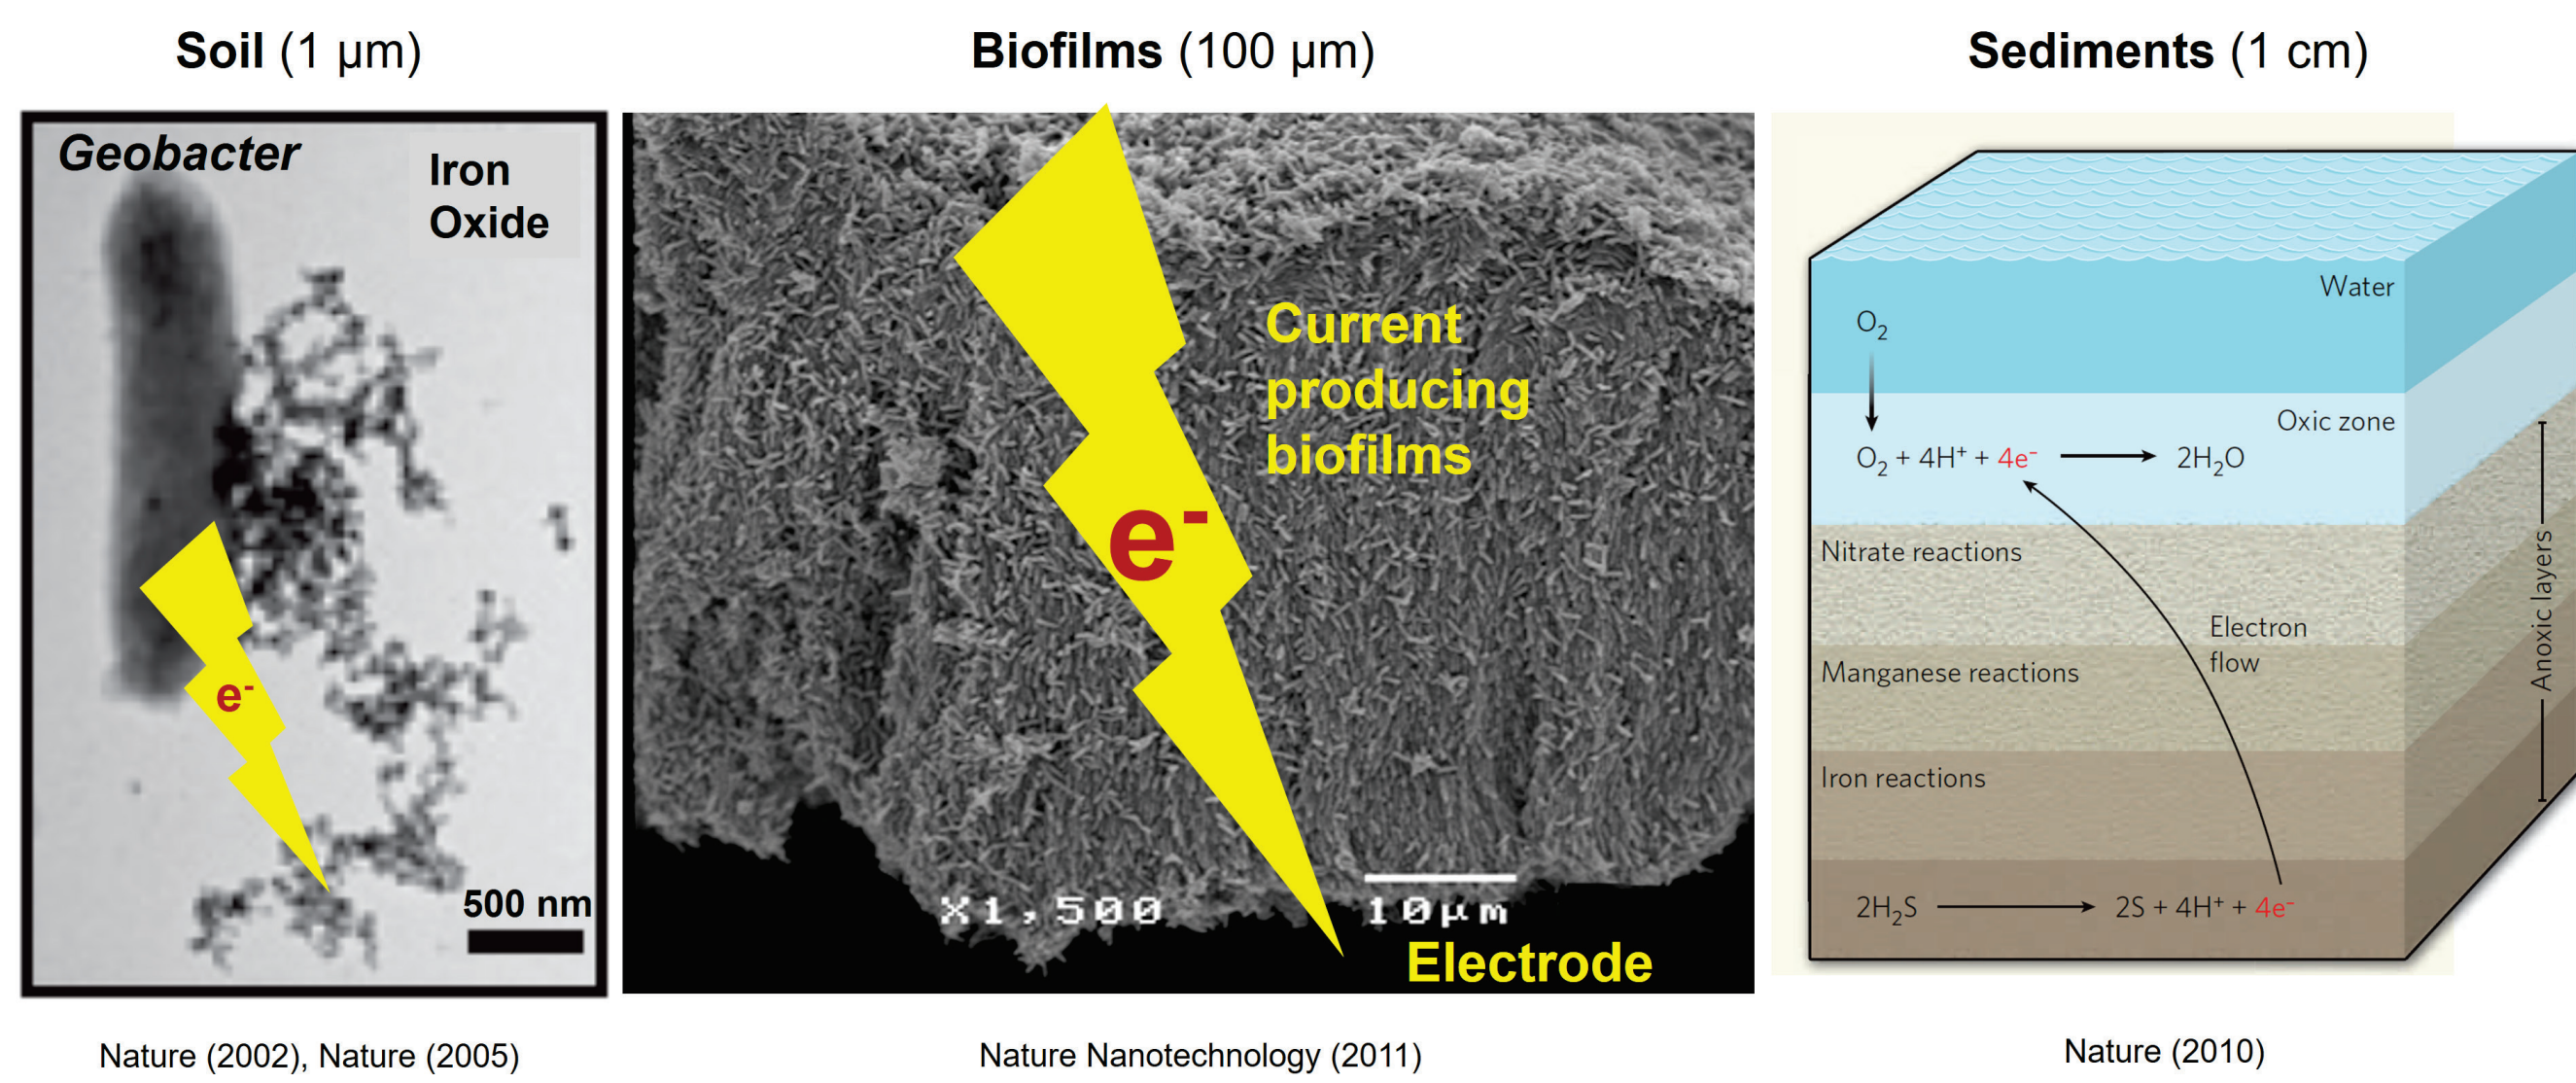 Soil (1 µm)
Geobacter
Iron
Oxide
e-
500 nm
Nature (2002), Nature (2005)
Biofilms (100 µm)
Current
producing
biofilms
e-
X1,500
10µm
Electrode
Nature Nanotechnology (2011)
Sediments (1 cm)
Water
O₂
Oxic zone
O₂ + 4H⁺ + 4e⁻ → 2H₂O
Nitrate reactions
Electron
flow
Manganese reactions
Iron reactions
2H₂S → 2S + 4H⁺ + 4e⁻
Anoxic layers
Nature (2010)